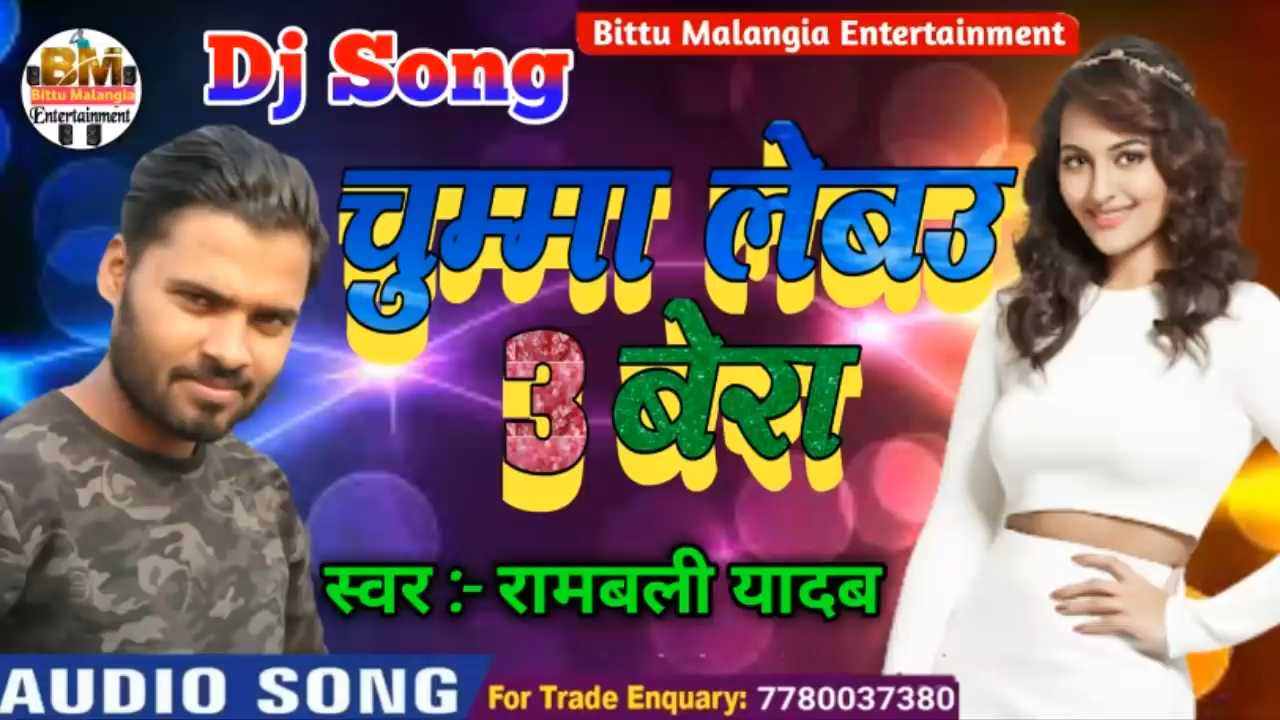 BM
Bittu Malangia
Entertainment
Dj Song
Bittu Malangia Entertainment
चुम्मा लेबउ
3 बेरा
स्वर :- रामबली यादब
AUDIO SONG
For Trade Enquary: 7780037380